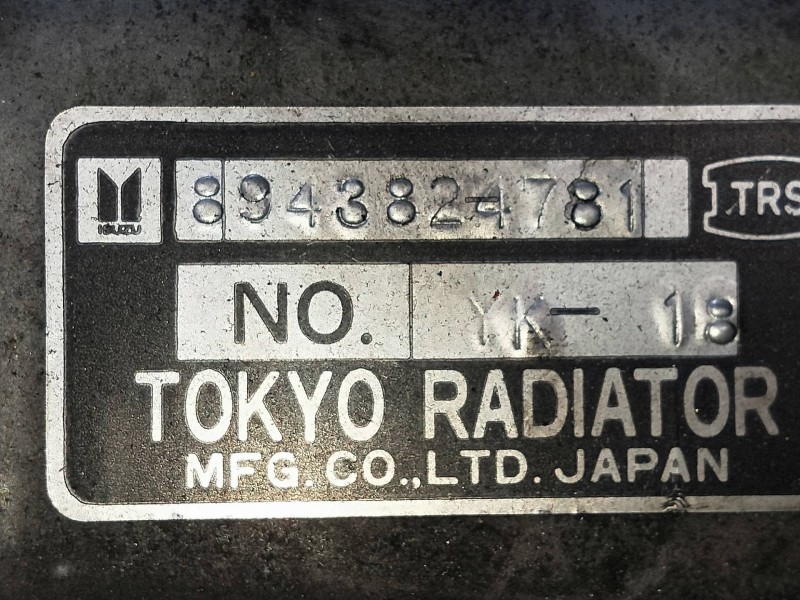 ISUZU 8943824781 TRS
NO. YK- 18
TOKYO RADIATOR
MFG. CO.,LTD. JAPAN